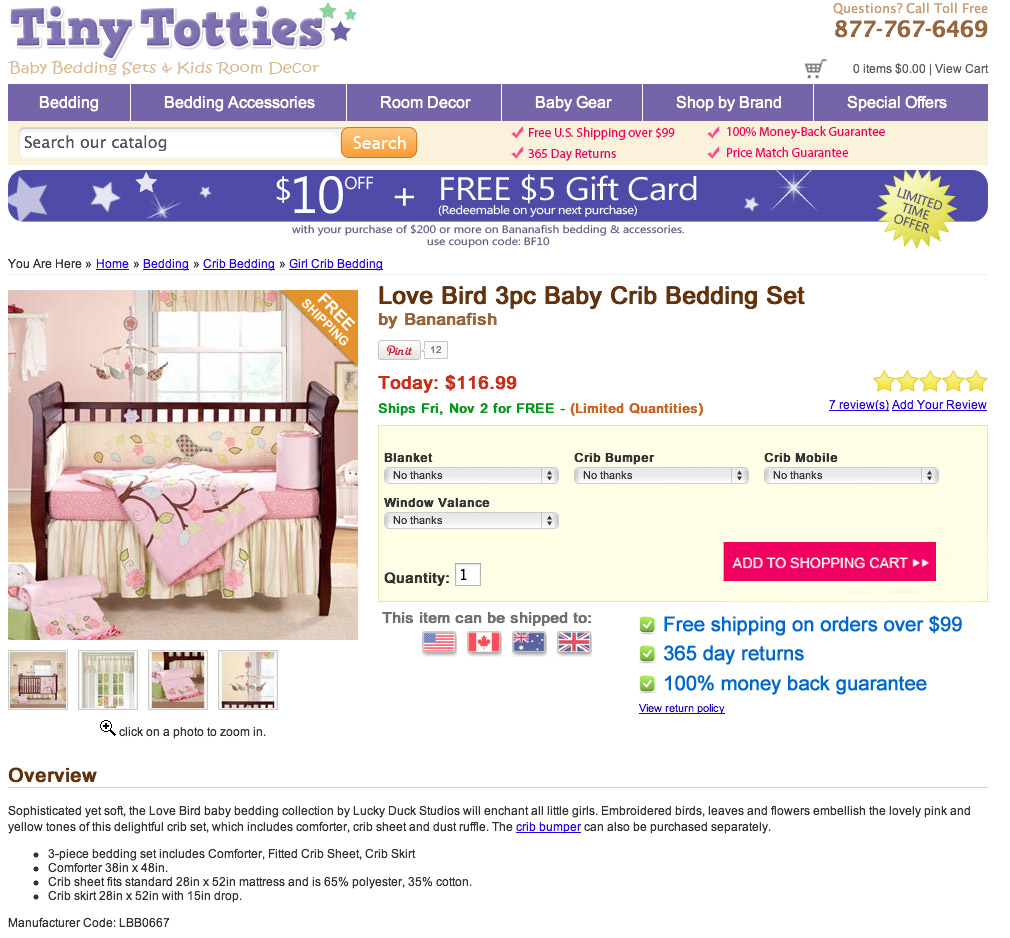 Tiny Totties
Baby Bedding Sets & Kids Room Decor
Questions? Call Toll Free
877-767-6469
0 items $0.00 | View Cart
Bedding
Bedding Accessories
Room Decor
Baby Gear
Shop by Brand
Special Offers
Search our catalog
Search
Free U.S. Shipping over $99
100% Money-Back Guarantee
365 Day Returns
Price Match Guarantee
$10 OFF + FREE $5 Gift Card
(Redeemable on your next purchase)
LIMITED
TIME
OFFER
with your purchase of $200 or more on Bananafish bedding & accessories.
use coupon code: BF10
You Are Here » Home » Bedding » Crib Bedding » Girl Crib Bedding
FREE
SHIPPING
Love Bird 3pc Baby Crib Bedding Set
by Bananafish
Pin it
12
Today: $116.99
Ships Fri, Nov 2 for FREE - (Limited Quantities)
7 review(s) Add Your Review
Blanket
Crib Bumper
Crib Mobile
No thanks
No thanks
No thanks
Window Valance
No thanks
Quantity: 1
ADD TO SHOPPING CART
This item can be shipped to:
Free shipping on orders over $99
365 day returns
100% money back guarantee
View return policy
click on a photo to zoom in.
Overview
Sophisticated yet soft, the Love Bird baby bedding collection by Lucky Duck Studios will enchant all little girls. Embroidered birds, leaves and flowers embellish the lovely pink and
yellow tones of this delightful crib set, which includes comforter, crib sheet and dust ruffle. The crib bumper can also be purchased separately.
3-piece bedding set includes Comforter, Fitted Crib Sheet, Crib Skirt
Comforter 38in x 48in.
Crib sheet fits standard 28in x 52in mattress and is 65% polyester, 35% cotton.
Crib skirt 28in x 52in with 15in drop.
Manufacturer Code: LBB0667